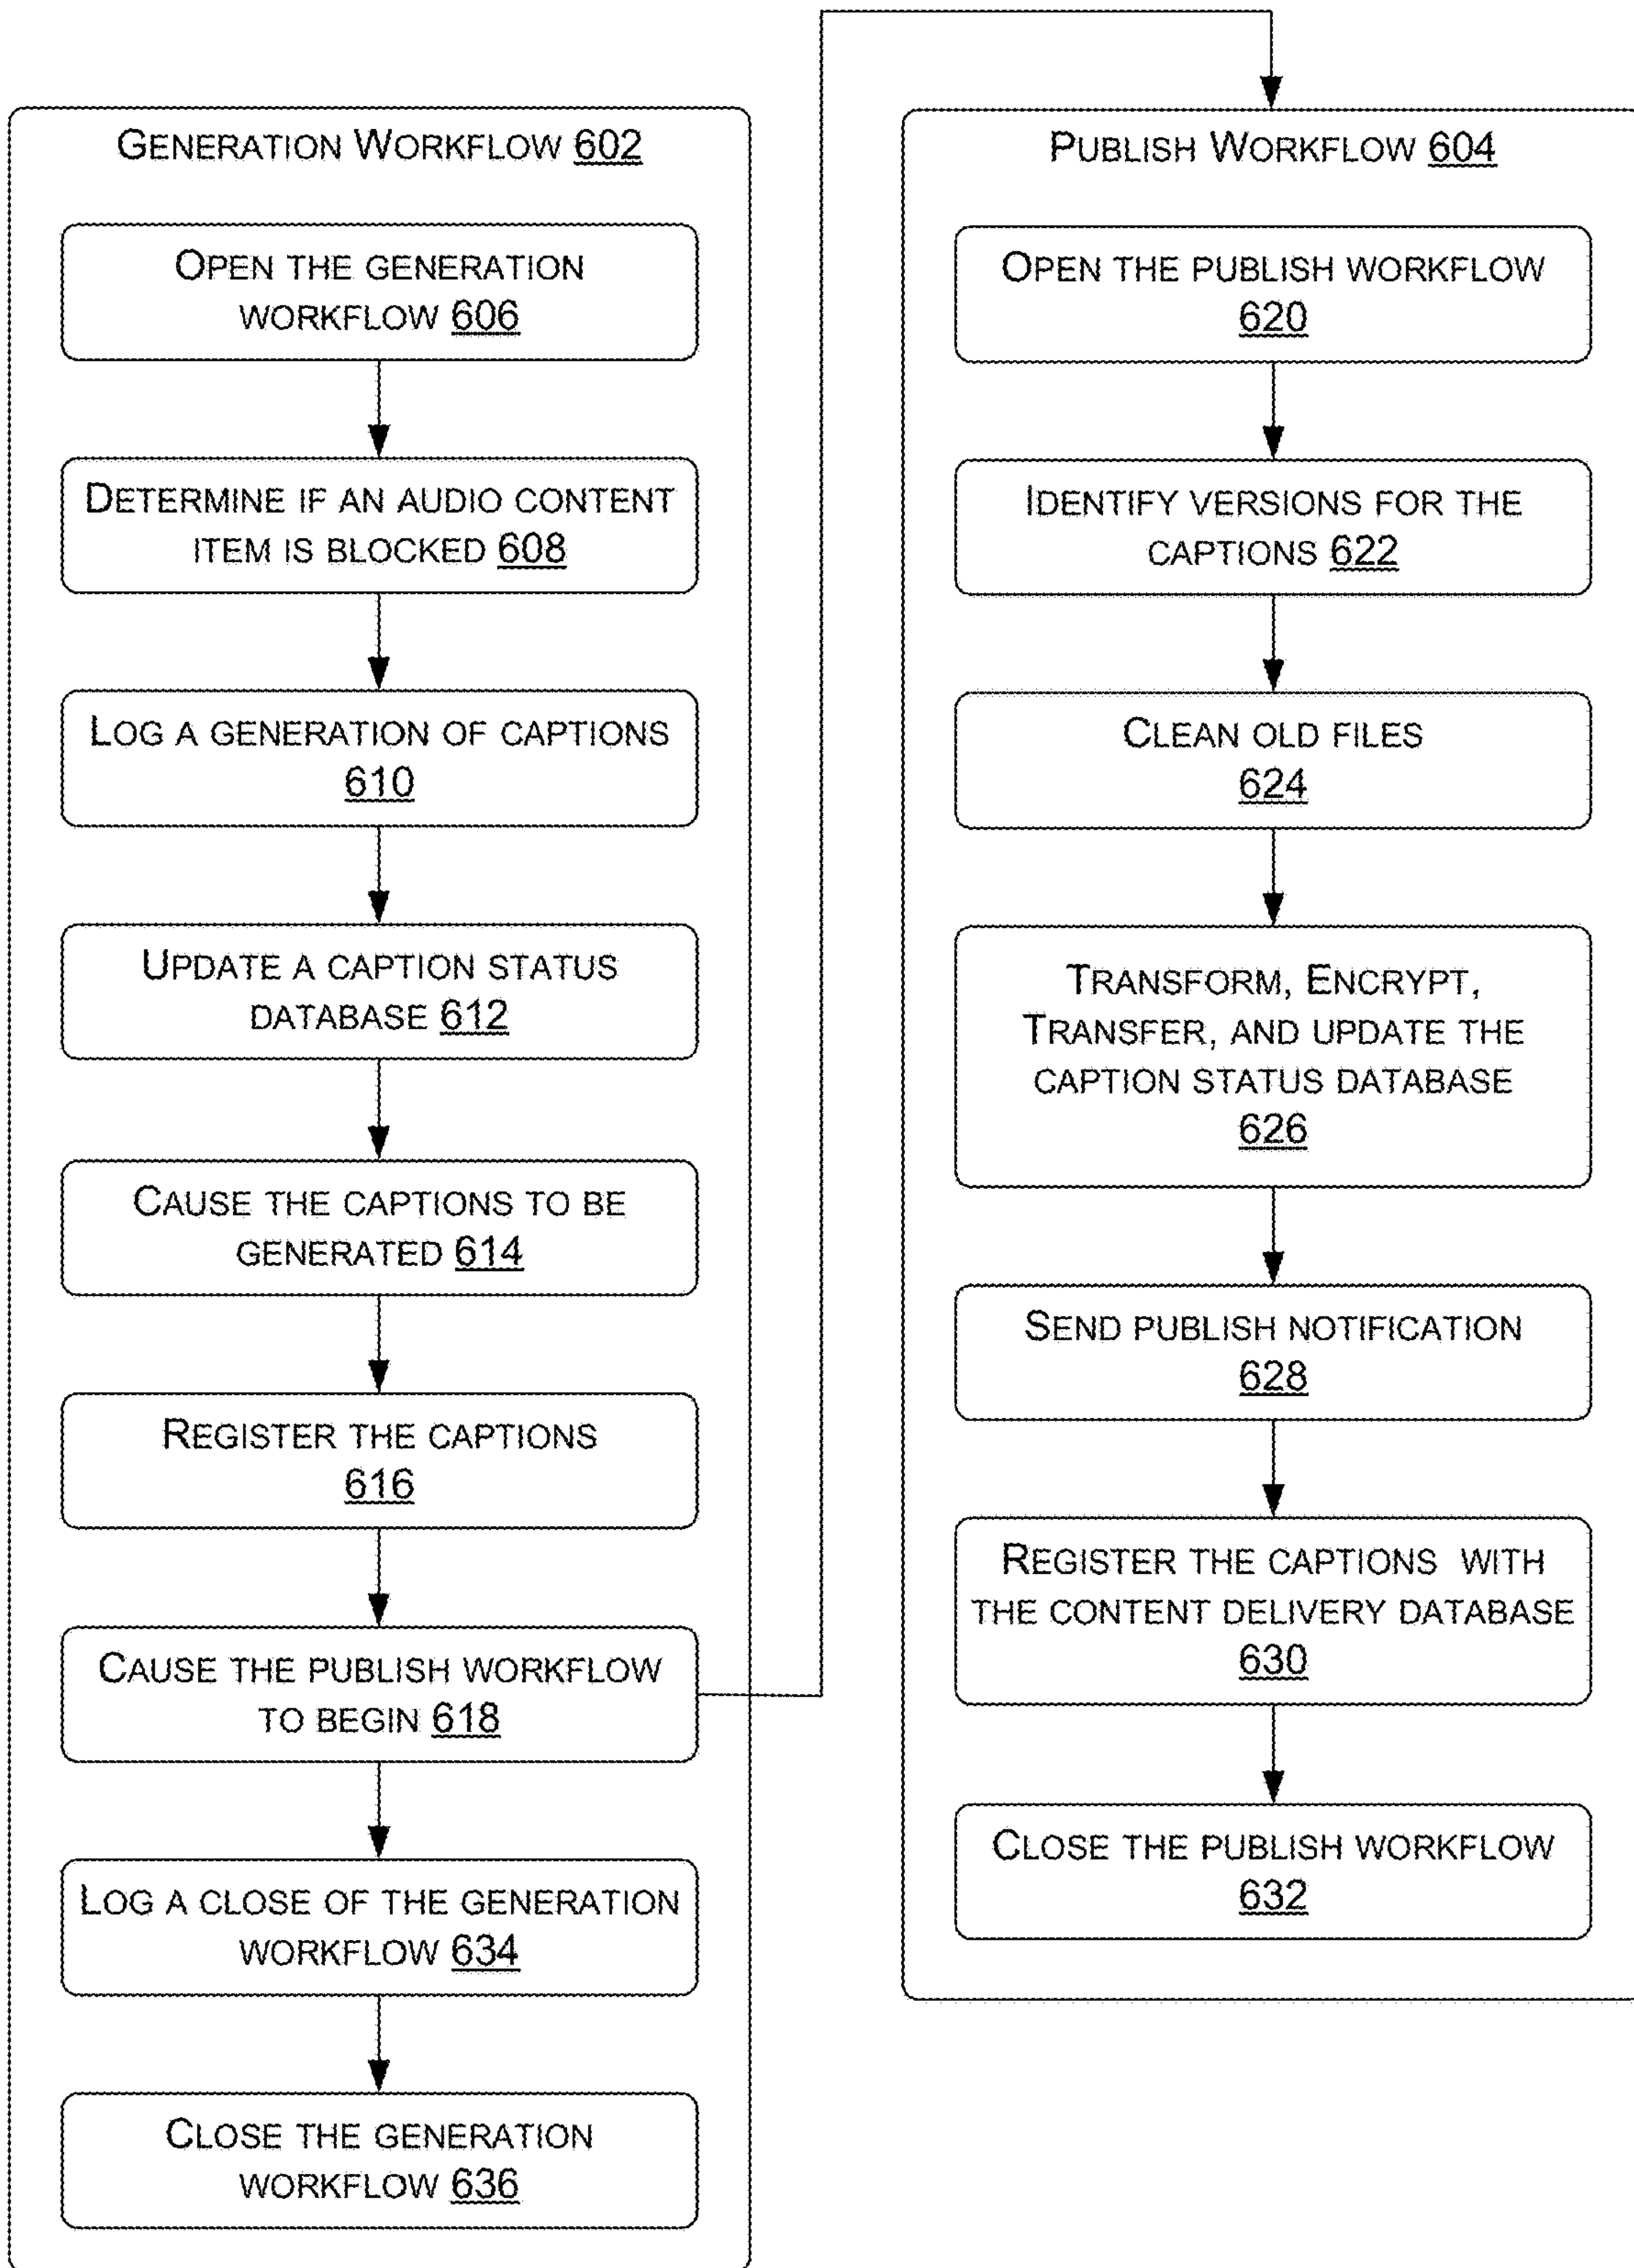 GENERATION WORKFLOW 602
OPEN THE GENERATION
WORKFLOW 606
DETERMINE IF AN AUDIO CONTENT
ITEM IS BLOCKED 608
LOG A GENERATION OF CAPTIONS
610
UPDATE A CAPTION STATUS
DATABASE 612
CAUSE THE CAPTIONS TO BE
GENERATED 614
REGISTER THE CAPTIONS
616
CAUSE THE PUBLISH WORKFLOW
TO BEGIN 618
LOG A CLOSE OF THE GENERATION
WORKFLOW 634
CLOSE THE GENERATION
WORKFLOW 636
PUBLISH WORKFLOW 604
OPEN THE PUBLISH WORKFLOW
620
IDENTIFY VERSIONS FOR THE
CAPTIONS 622
CLEAN OLD FILES
624
TRANSFORM, ENCRYPT,
TRANSFER, AND UPDATE THE
CAPTION STATUS DATABASE
626
SEND PUBLISH NOTIFICATION
628
REGISTER THE CAPTIONS WITH
THE CONTENT DELIVERY DATABASE
630
CLOSE THE PUBLISH WORKFLOW
632